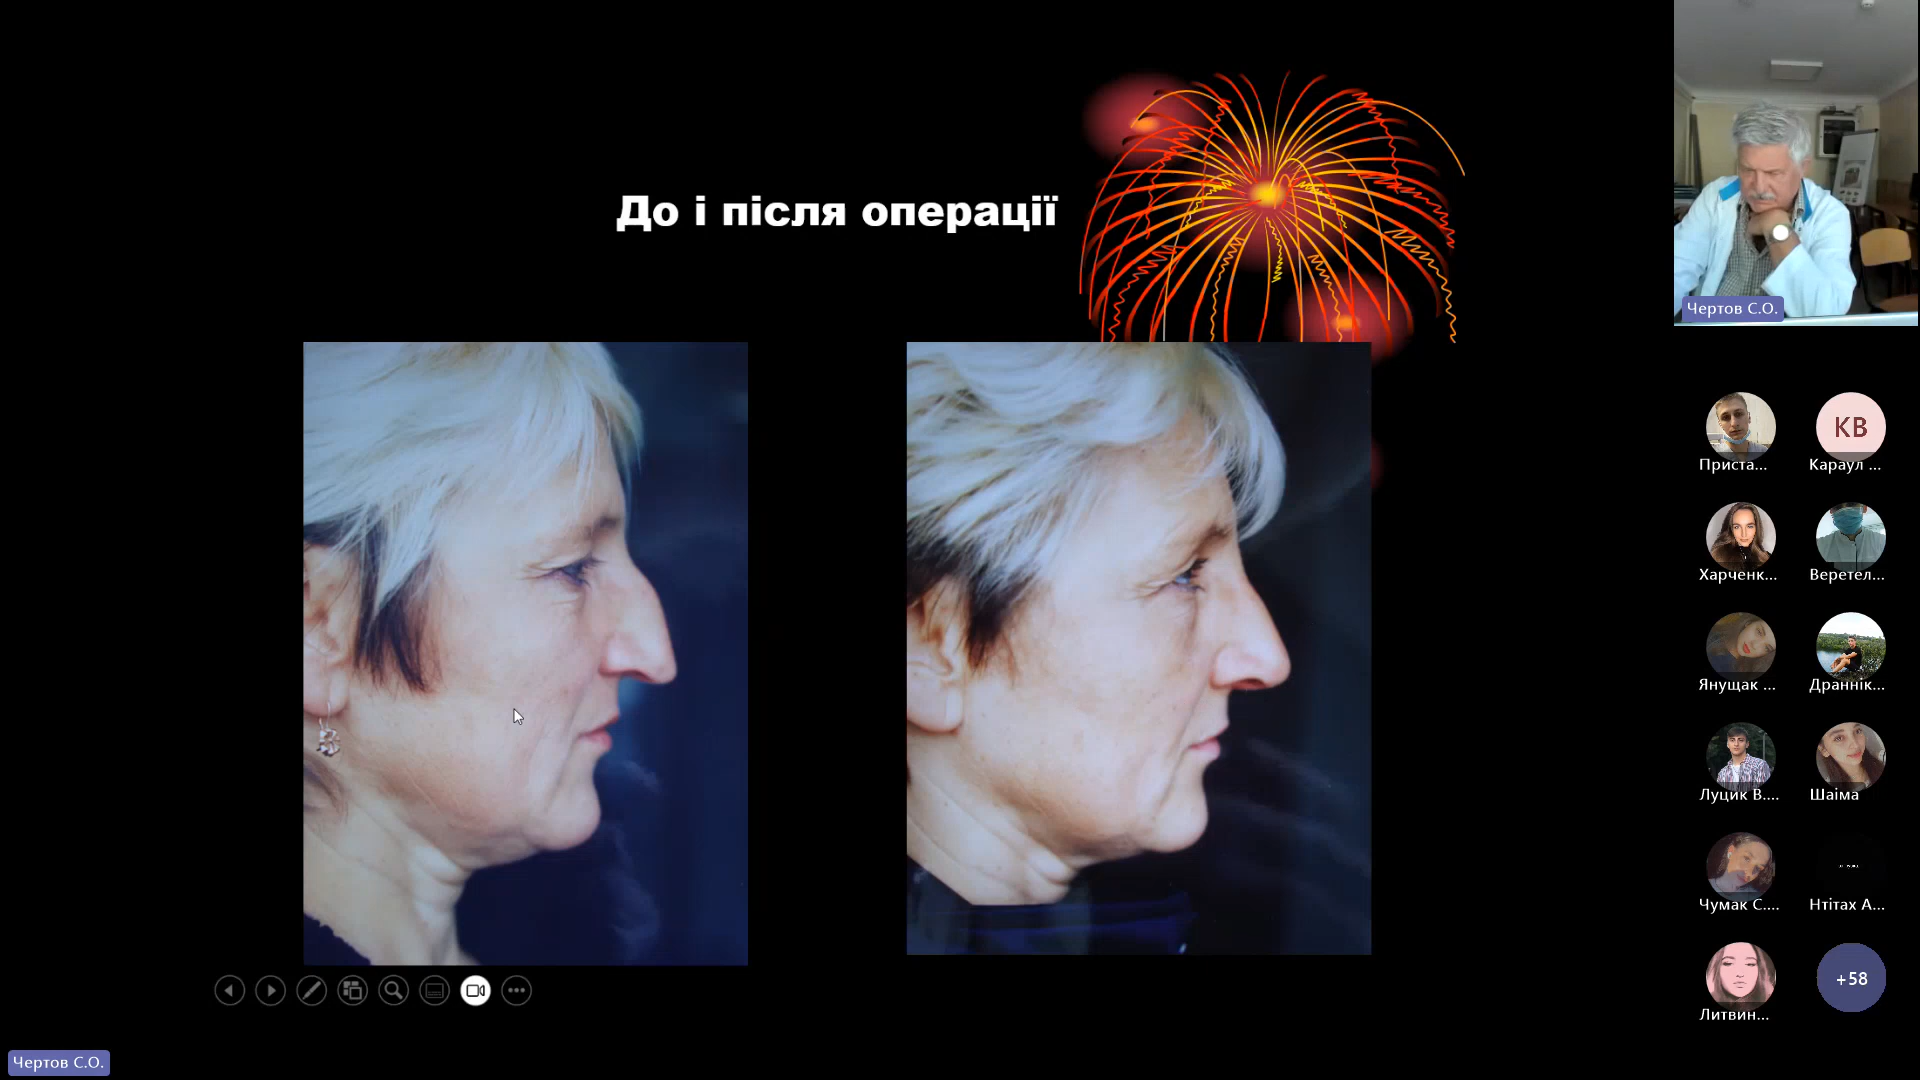 До і після операції
Чертов С.О.
Приста...
КВ
Караул ...
Харченк...
Веретел...
Янущак ...
Драннік...
Луцик В....
Шаіма
Чумак С....
Нтітах А...
Литвин...
+58
Чертов С.О.